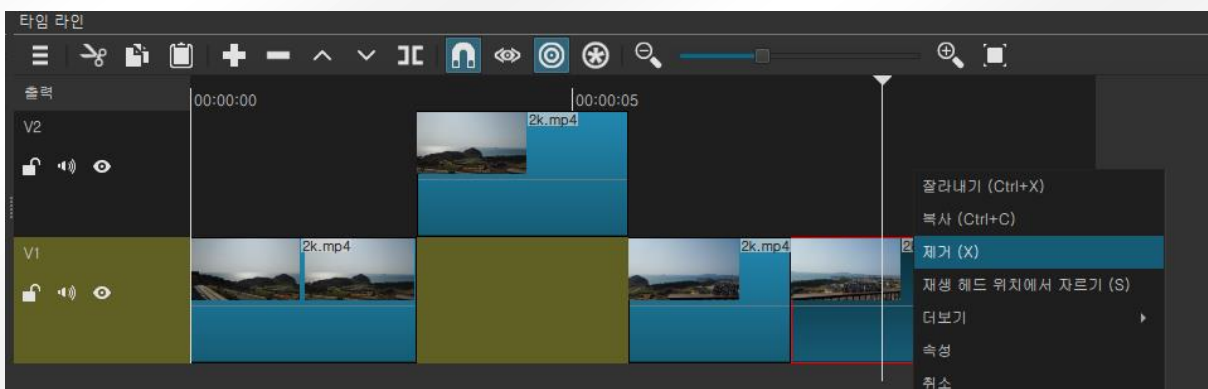 타임 라인
출력
00:00:00
00:00:05
V2
2k.mp4
V1
2k.mp4
2k.mp4
잘라내기 (Ctrl+X)
복사 (Ctrl+C)
제거 (X)
재생 헤드 위치에서 자르기 (S)
더보기
속성
취소